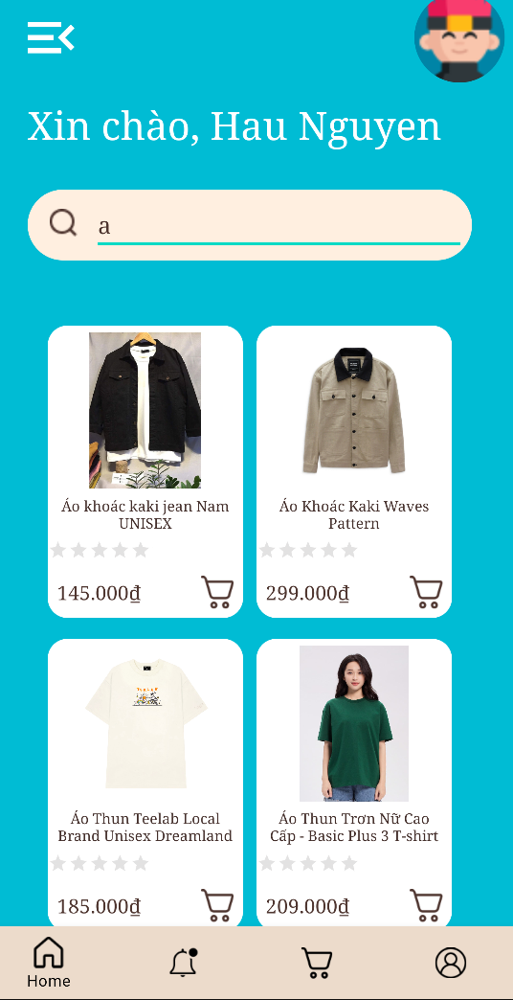 Xin chào, Hau Nguyen
a
Áo khoác kaki jean Nam
UNISEX
145.000₫
Áo Khoác Kaki Waves
Pattern
299.000₫
Áo Thun Teelab Local
Brand Unisex Dreamland
185.000₫
Áo Thun Trơn Nữ Cao
Cấp - Basic Plus 3 T-shirt
209.000₫
Home